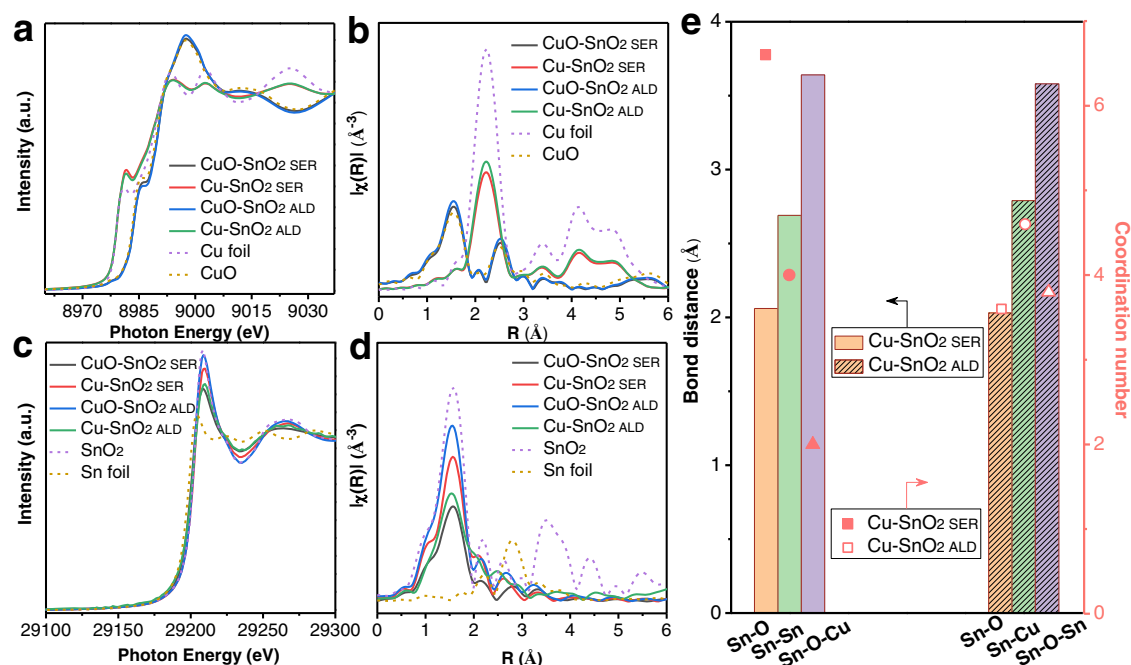 a
Intensity (a.u.)
CuO-SnO2 SER
Cu-SnO2 SER
CuO-SnO2 ALD
Cu-SnO2 ALD
Cu foil
CuO
8970 8985 9000 9015 9030
Photon Energy (eV)
b
|χ(R)| (Å-3)
CuO-SnO2 SER
Cu-SnO2 SER
CuO-SnO2 ALD
Cu-SnO2 ALD
Cu foil
CuO
0 1 2 3 4 5 6
R (Å)
c
Intensity (a.u.)
CuO-SnO2 SER
Cu-SnO2 SER
CuO-SnO2 ALD
Cu-SnO2 ALD
SnO2
Sn foil
29100 29150 29200 29250 29300
Photon Energy (eV)
d
|χ(R)| (Å-3)
CuO-SnO2 SER
Cu-SnO2 SER
CuO-SnO2 ALD
Cu-SnO2 ALD
SnO2
Sn foil
0 1 2 3 4 5 6
R (Å)
e
Bond distance (Å)
4
3
2
1
0
Cu-SnO2 SER
Cu-SnO2 ALD
Cu-SnO2 SER
Cu-SnO2 ALD
Sn-O
Sn-Sn
Sn-O-Cu
Sn-O
Sn-Cu
Sn-O-Sn
6
4
2
0
Coordination number